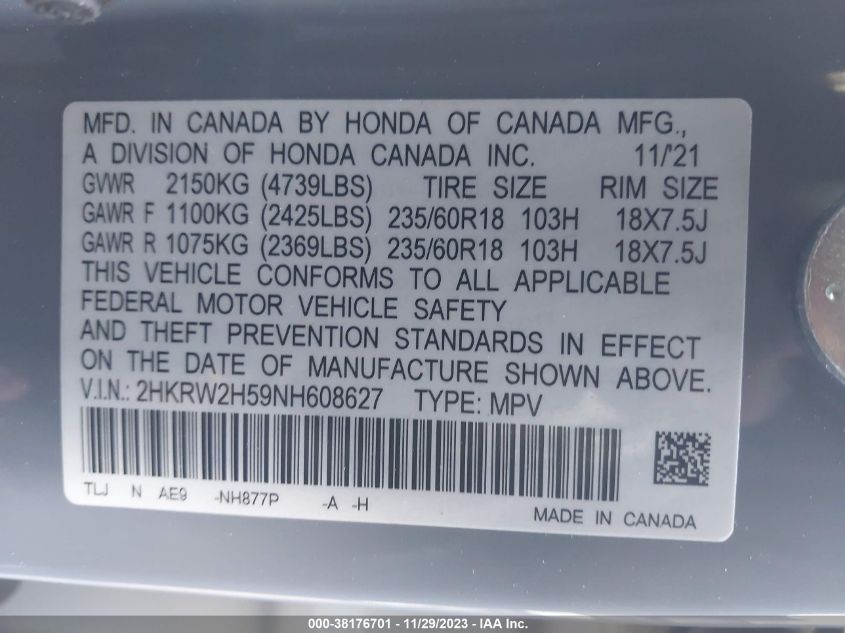 MFD. IN CANADA BY HONDA OF CANADA MFG.,
A DIVISION OF HONDA CANADA INC. 11/'21
GVWR 2150KG (4739LBS) TIRE SIZE RIM SIZE
GAWR F 1100KG (2425LBS) 235/60R18 103H 18X7.5J
GAWR R 1075KG (2369LBS) 235/60R18 103H 18X7.5J
THIS VEHICLE CONFORMS TO ALL APPLICABLE
FEDERAL MOTOR VEHICLE SAFETY
AND THEFT PREVENTION STANDARDS IN EFFECT
ON THE DATE OF MANUFACTURE SHOWN ABOVE.
V.I.N.: 2HKRW2H59NH608627 TYPE: MPV
TLJ N AE9 -NH877P -A -H
MADE IN CANADA
000-38176701 - 11/29/2023 - IAA Inc.